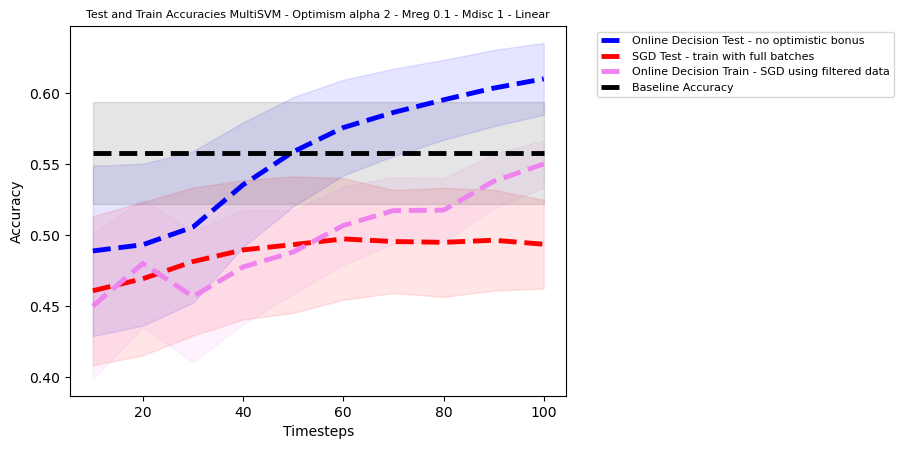 Test and Train Accuracies MultiSVM - Optimism alpha 2 - Mreg 0.1 - Mdisc 1 - Linear
Online Decision Test - no optimistic bonus
SGD Test - train with full batches
Online Decision Train - SGD using filtered data
Baseline Accuracy
Accuracy
0.60
0.55
0.50
0.45
0.40
20
40
60
80
100
Timesteps